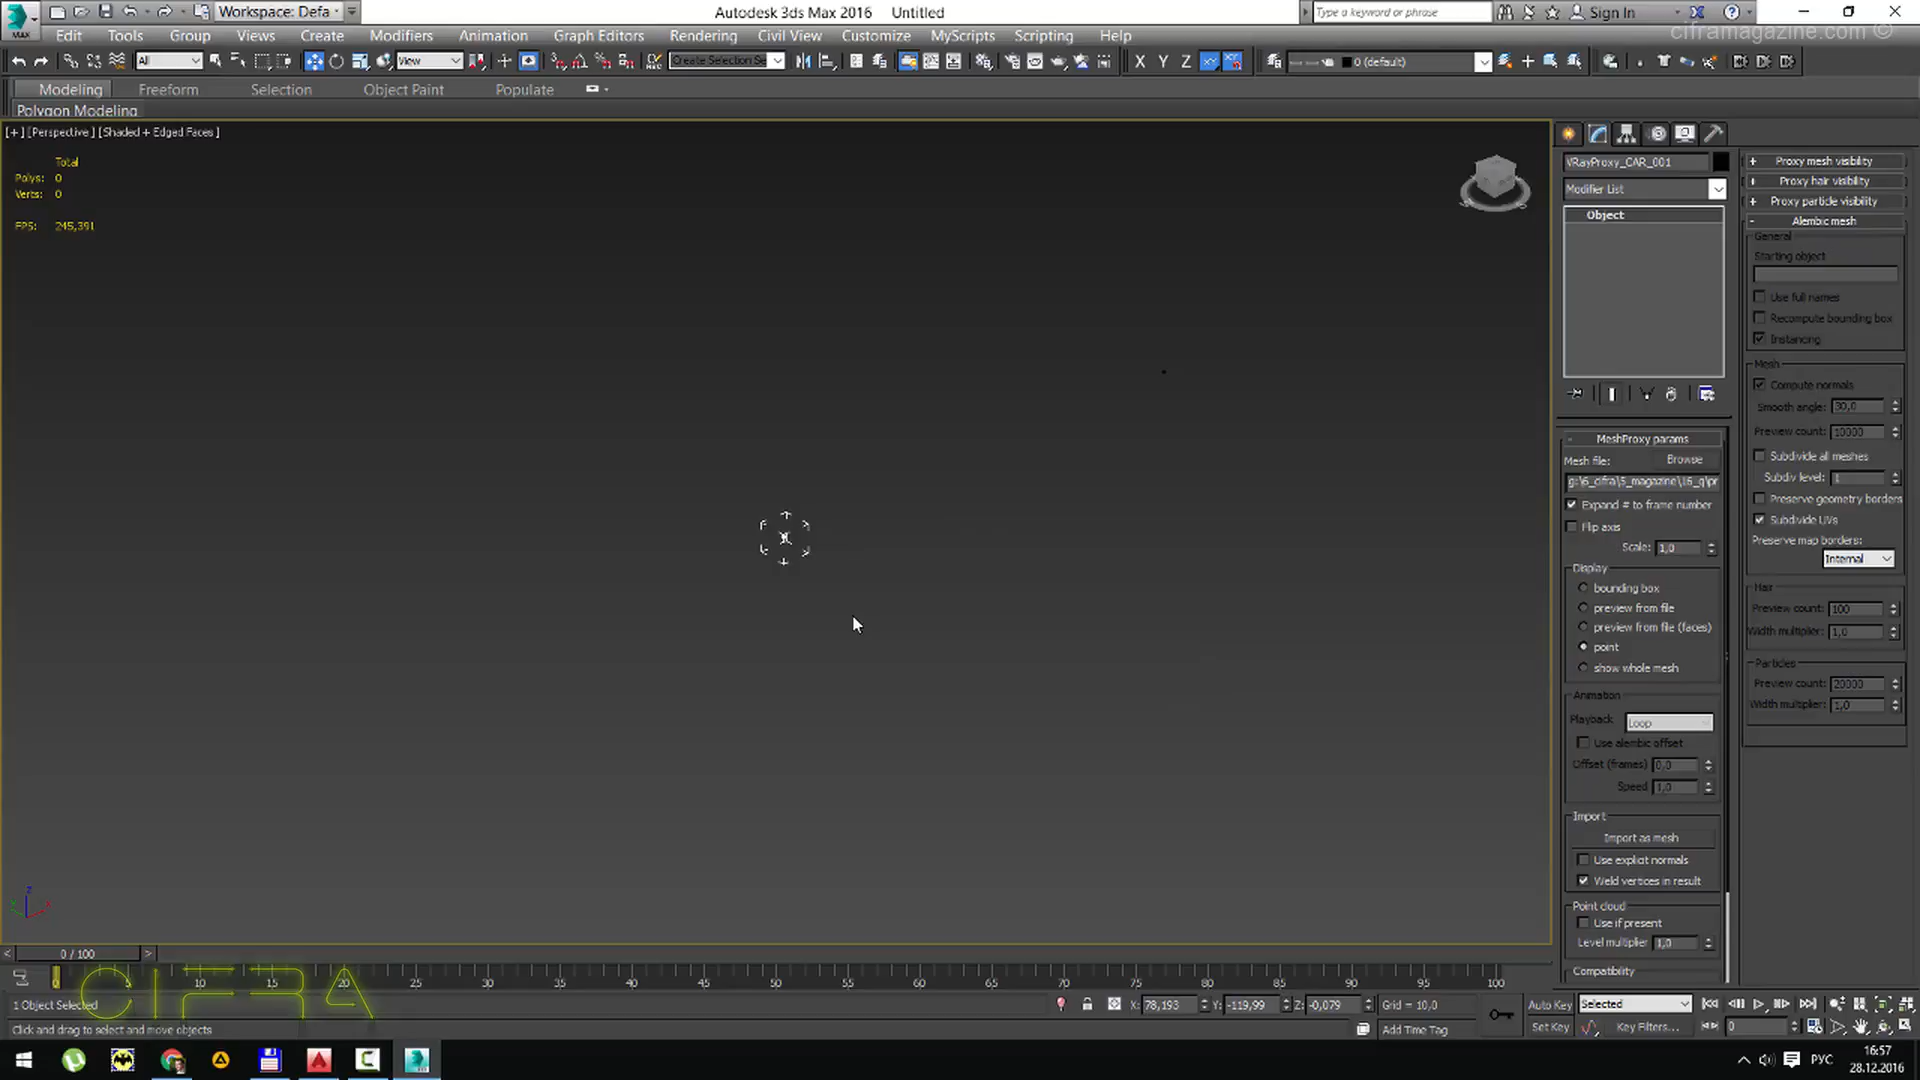 Workspace: Defa
Autodesk 3ds Max 2016 Untitled
Type a keyword or phrase
Sign In
MAX
Edit Tools Group Views Create Modifiers Animation Graph Editors Rendering Civil View Customize MyScripts Scripting Help
ciframagazine.com ©
All
View
Create Selection Se
X Y Z
0 (default)
Modeling Freeform Selection Object Paint Populate
Polygon Modeling
[+] [Perspective] [Shaded + Edged Faces]
Total
Polys: 0
Verts: 0
FPS: 245,391
VRayProxy_CAR_001
Modifier List
Object
MeshProxy params
Mesh file: Browse
g:\6_cifra\5_magazine\16_q\pr
Expand # to frame number
Flip axis
Scale: 1,0
Display
bounding box
preview from file
preview from file (faces)
point
show whole mesh
Animation
Playback Loop
Use alembic offset
Offset (frames) 0,0
Speed 1,0
Import
Import as mesh
Use explicit normals
Weld vertices in result
Point cloud
Use if present
Level multiplier 1,0
Compatibility
+ Proxy mesh visibility
+ Proxy hair visibility
+ Proxy particle visibility
- Alembic mesh
General
Starting object
Use full names
Recompute bounding box
Instancing
Mesh
Compute normals
Smooth angle: 30,0
Preview count: 10000
Subdivide all meshes
Subdiv level: 1
Preserve geometry borders
Subdivide UVs
Preserve map borders:
Internal
Hair
Preview count: 100
Width multiplier: 1,0
Particles
Preview count: 20000
Width multiplier: 1,0
< 0 / 100 >
0 5 10 15 20 25 30 35 40 45 50 55 60 65 70 75 80 85 90 95 100
CIFRA
1 Object Selected
X: 78,193 Y: -119,99 Z: -0,079 Grid = 10,0
Auto Key Selected
Click and drag to select and move objects
Add Time Tag
Set Key Key Filters... 0
РУС
16:57
28.12.2016